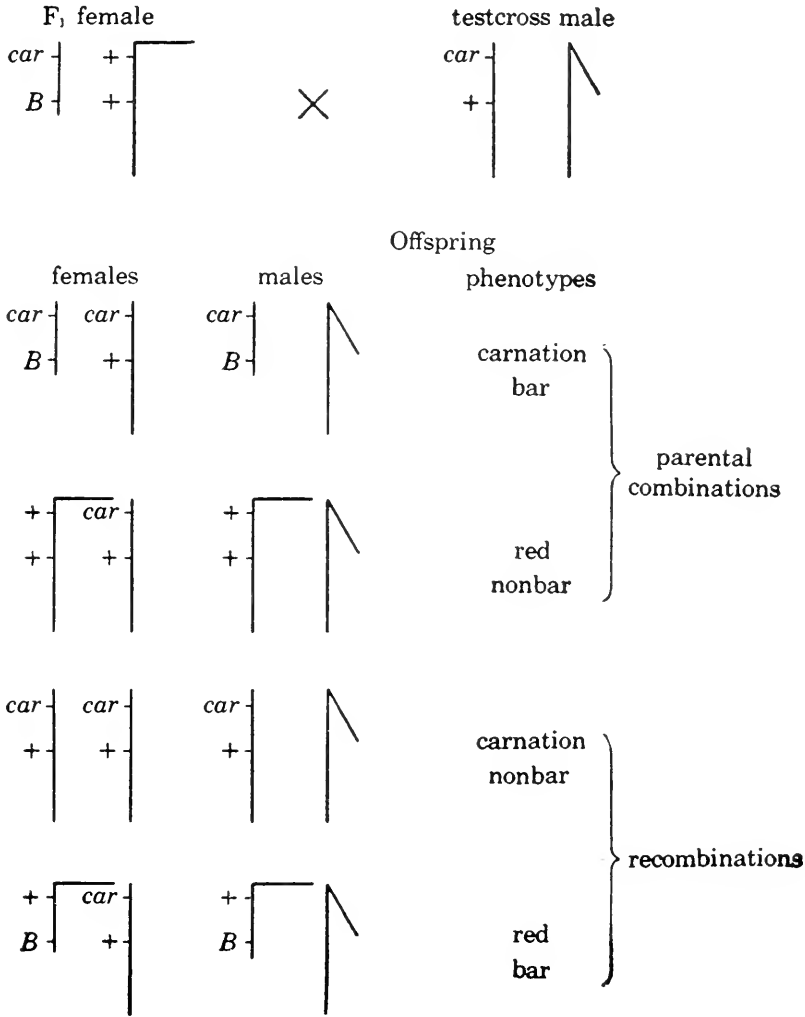 F₁ female testcross male
car + car
B + × +
Offspring
females males phenotypes
car car car carnation
B + B bar
parental
combinations
+ car + red
+ + + nonbar
car car car carnation
+ + + nonbar
recombinations
+ car + red
B + B bar